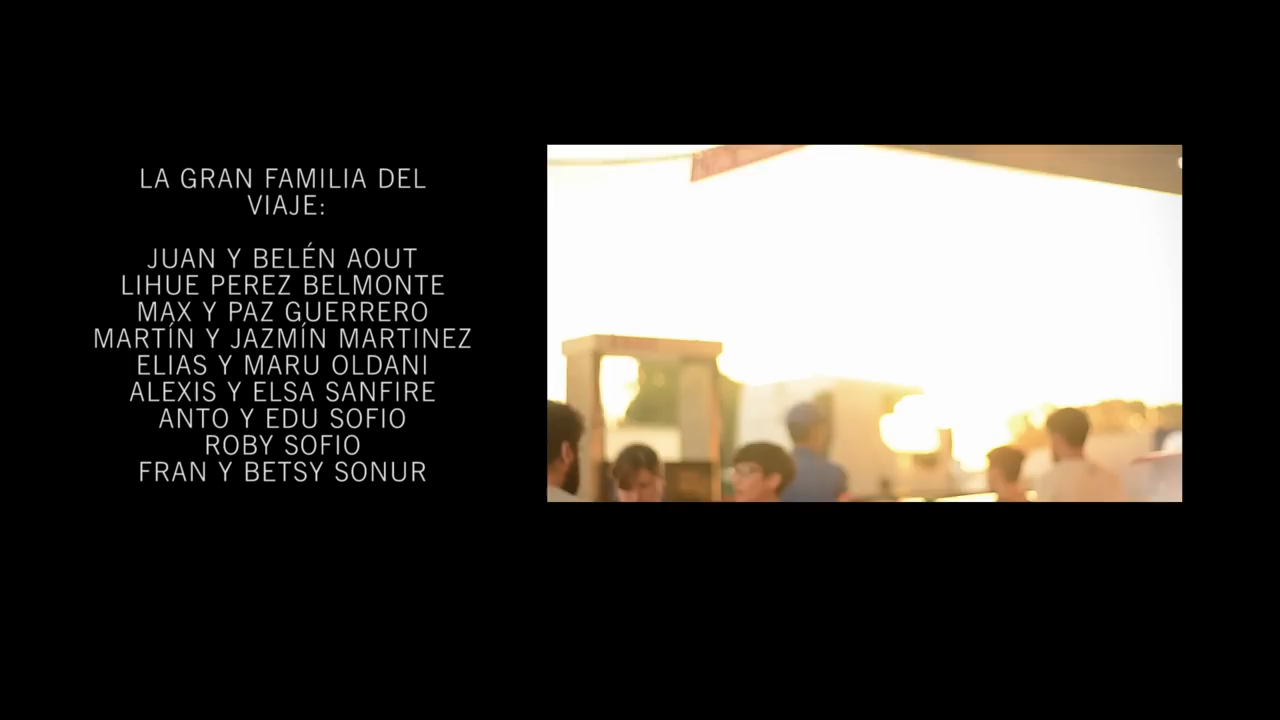 LA GRAN FAMILIA DEL
VIAJE:
JUAN Y BELÉN AOUT
LIHUE PEREZ BELMONTE
MAX Y PAZ GUERRERO
MARTÍN Y JAZMÍN MARTINEZ
ELIAS Y MARU OLDANI
ALEXIS Y ELSA SANFIRE
ANTO Y EDU SOFIO
ROBY SOFIO
FRAN Y BETSY SONUR